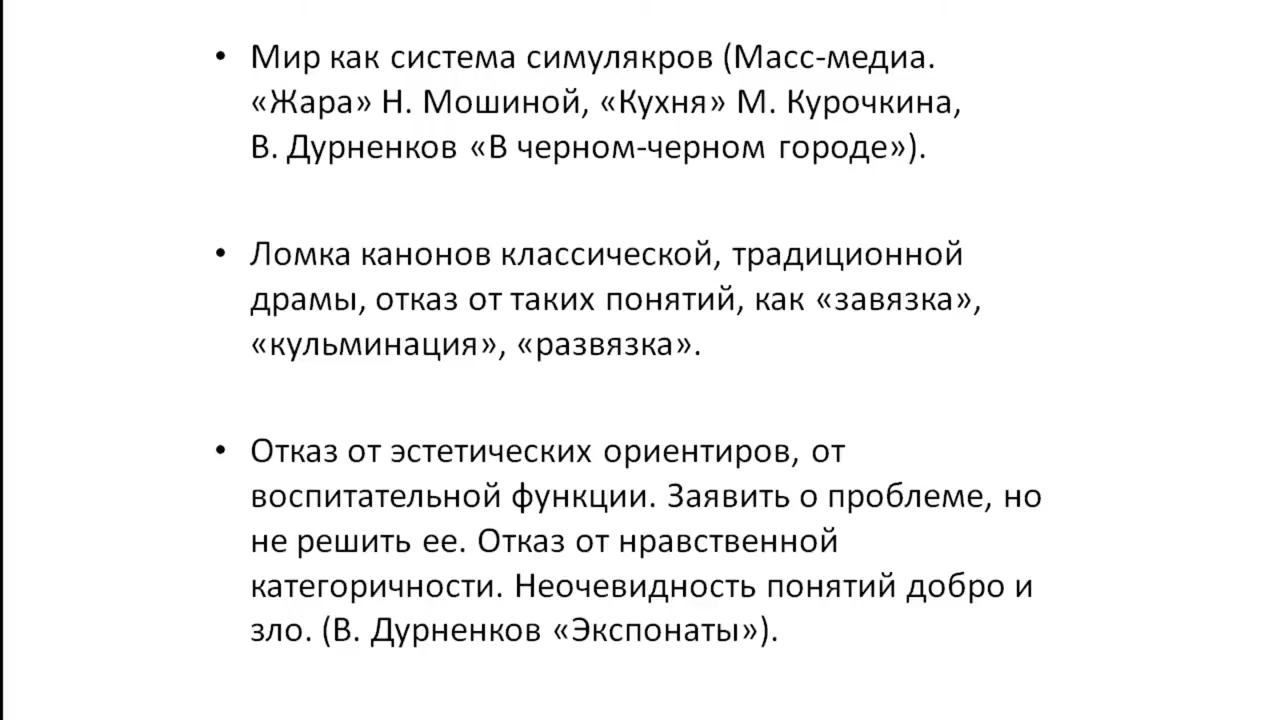 • Мир как система симулякров (Масс-медиа.
«Жара» Н. Мошиной, «Кухня» М. Курочкина,
В. Дурненков «В черном-черном городе»).
• Ломка канонов классической, традиционной
драмы, отказ от таких понятий, как «завязка»,
«кульминация», «развязка».
• Отказ от эстетических ориентиров, от
воспитательной функции. Заявить о проблеме, но
не решить ее. Отказ от нравственной
категоричности. Неочевидность понятий добро и
зло. (В. Дурненков «Экспонаты»).